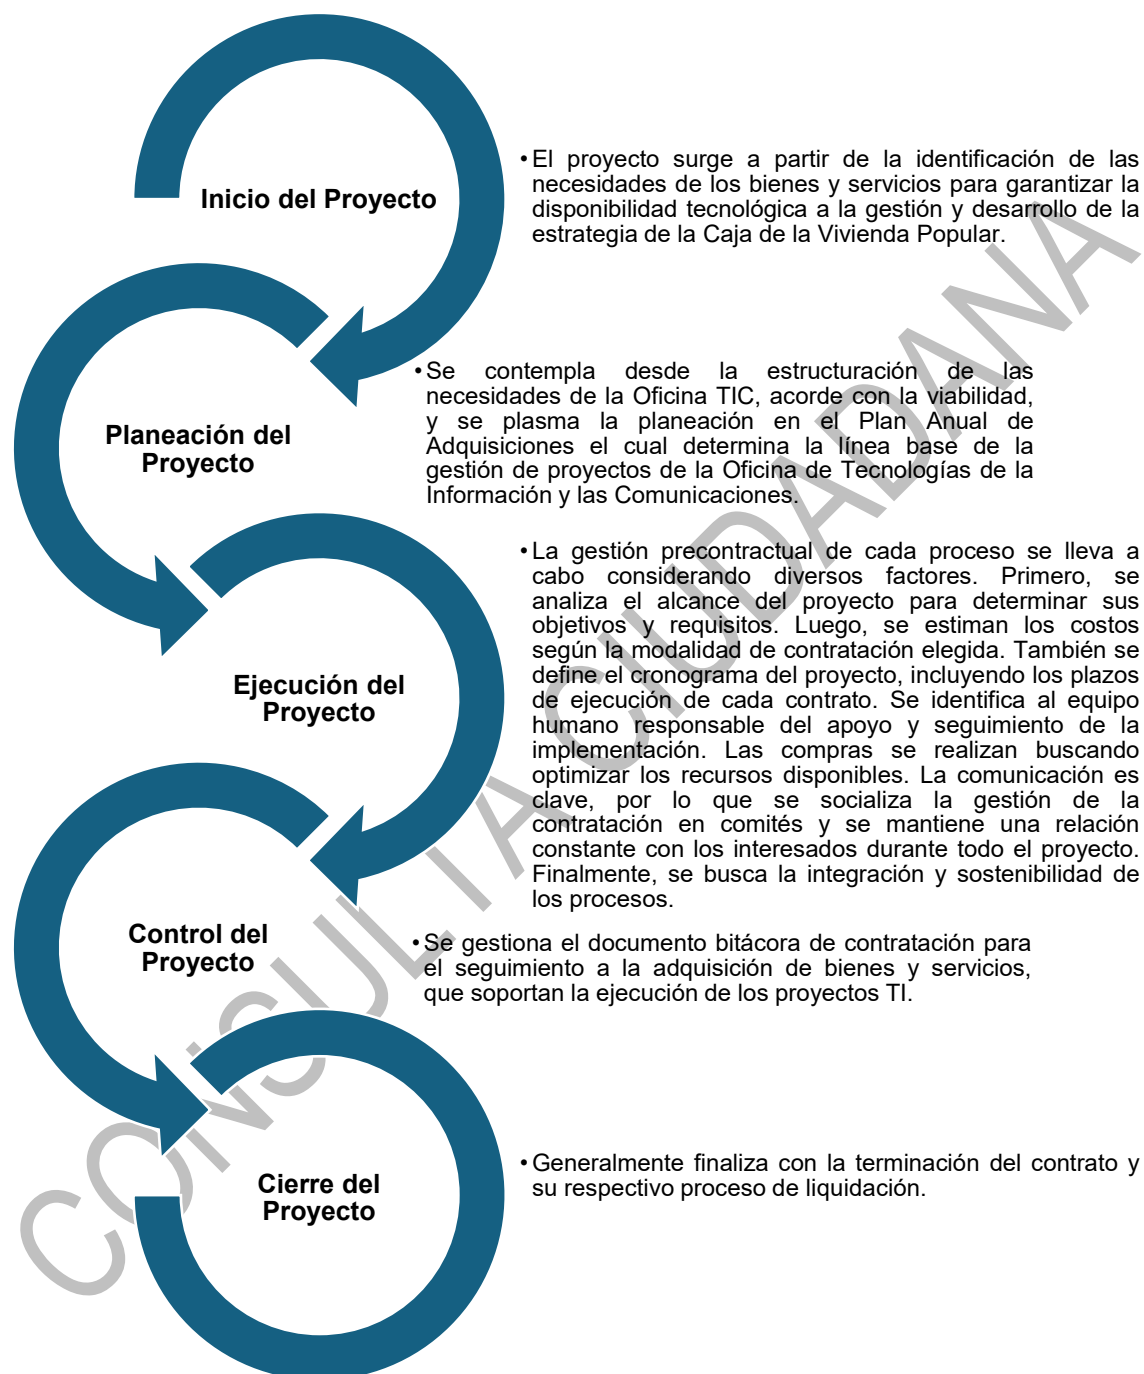 Inicio del Proyecto
•El proyecto surge a partir de la identificación de las
necesidades de los bienes y servicios para garantizar la
disponibilidad tecnológica a la gestión y desarrollo de la
estrategia de la Caja de la Vivienda Popular.
Planeación del
Proyecto
•Se contempla desde la estructuración de las
necesidades de la Oficina TIC, acorde con la viabilidad,
y se plasma la planeación en el Plan Anual de
Adquisiciones el cual determina la línea base de la
gestión de proyectos de la Oficina de Tecnologías de la
Información y las Comunicaciones.
Ejecución del
Proyecto
•La gestión precontractual de cada proceso se lleva a
cabo considerando diversos factores. Primero, se
analiza el alcance del proyecto para determinar sus
objetivos y requisitos. Luego, se estiman los costos
según la modalidad de contratación elegida. También se
define el cronograma del proyecto, incluyendo los plazos
de ejecución de cada contrato. Se identifica al equipo
humano responsable del apoyo y seguimiento de la
implementación. Las compras se realizan buscando
optimizar los recursos disponibles. La comunicación es
clave, por lo que se socializa la gestión de la
contratación en comités y se mantiene una relación
constante con los interesados durante todo el proyecto.
Finalmente, se busca la integración y sostenibilidad de
los procesos.
Control del
Proyecto
•Se gestiona el documento bitácora de contratación para
el seguimiento a la adquisición de bienes y servicios,
que soportan la ejecución de los proyectos TI.
Cierre del
Proyecto
•Generalmente finaliza con la terminación del contrato y
su respectivo proceso de liquidación.
CONSULTA CIUDADANA